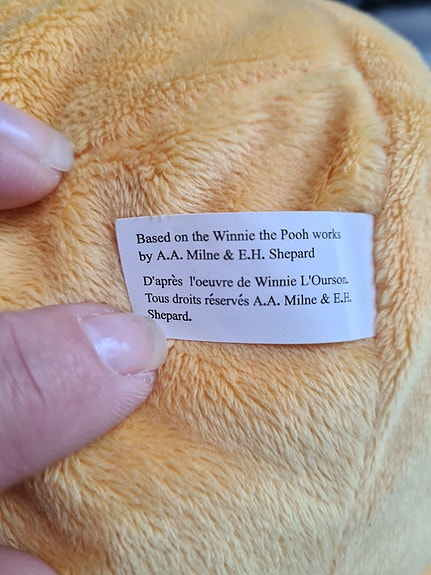 Based on the Winnie the Pooh works
by A.A. Milne & E.H. Shepard
D'après l'oeuvre de Winnie L'Ourson.
Tous droits réservés A.A. Milne & E.H.
Shepard.